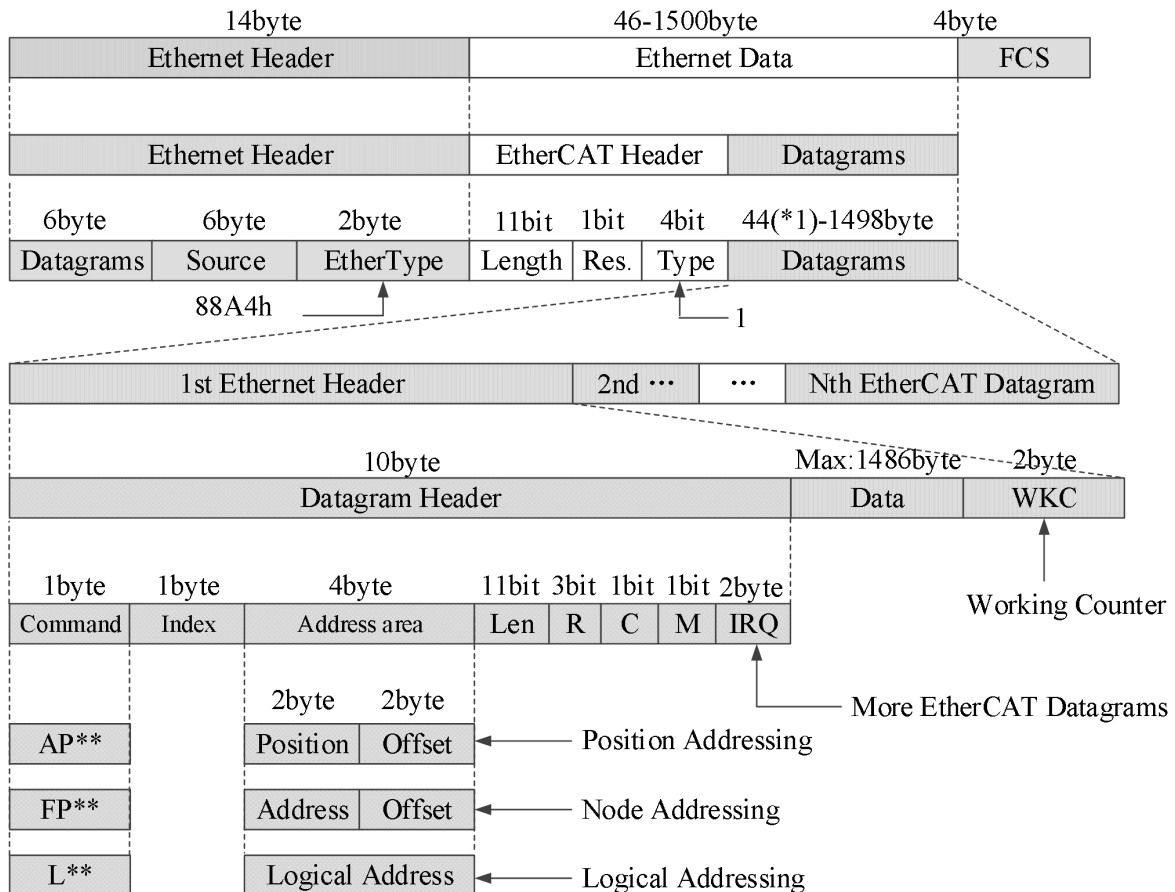 14byte 46-1500byte 4byte
Ethernet Header Ethernet Data FCS
Ethernet Header EtherCAT Header Datagrams
6byte 6byte 2byte 11bit 1bit 4bit 44(*1)-1498byte
Datagrams Source EtherType Length Res. Type Datagrams
88A4h 1
1st Ethernet Header 2nd ··· ··· Nth EtherCAT Datagram
10byte Max:1486byte 2byte
Datagram Header Data WKC
1byte 1byte 4byte 11bit 3bit 1bit 1bit 2byte
Working Counter
Command Index Address area Len R C M IRQ
2byte 2byte
More EtherCAT Datagrams
AP** Position Offset Position Addressing
FP** Address Offset Node Addressing
L** Logical Address Logical Addressing